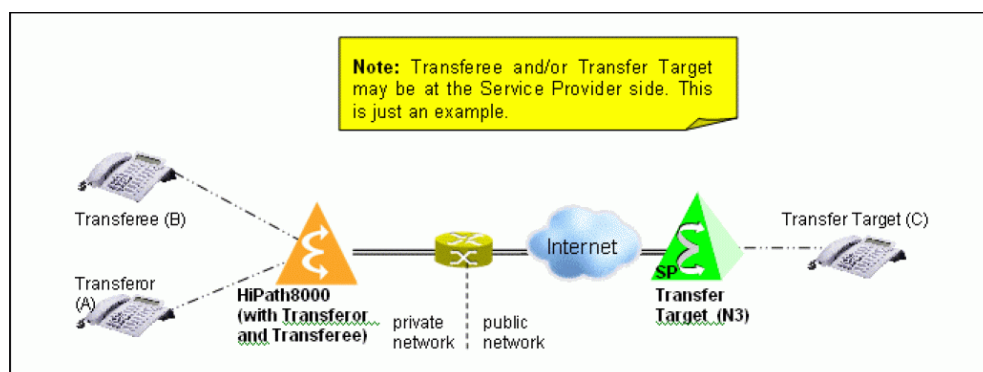 Note: Transferee and/or Transfer Target
may be at the Service Provider side. This
is just an example.
Transferee (B)
Transferor
(A)
HiPath8000
(with Transferor
and Transferee)
private
network
public
network
Internet
SP
Transfer
Target (N3)
Transfer Target (C)